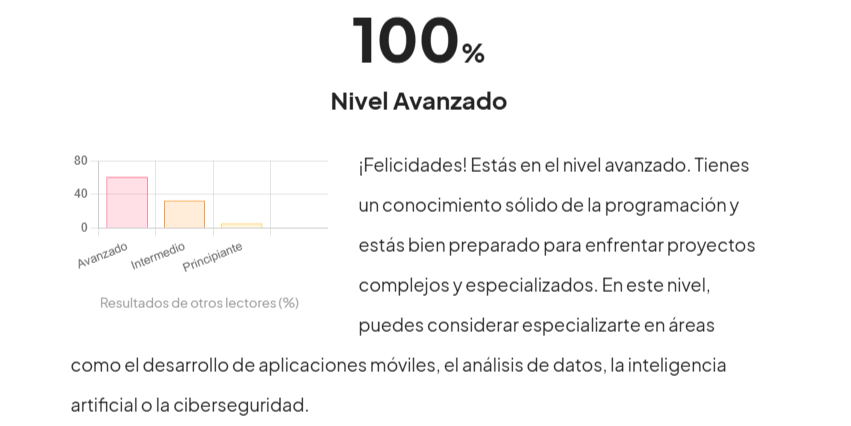 100%
Nivel Avanzado
80
40
0
Avanzado
Intermedio
Principiante
Resultados de otros lectores (%)
¡Felicidades! Estás en el nivel avanzado. Tienes
un conocimiento sólido de la programación y
estás bien preparado para enfrentar proyectos
complejos y especializados. En este nivel,
puedes considerar especializarte en áreas
como el desarrollo de aplicaciones móviles, el análisis de datos, la inteligencia
artificial o la ciberseguridad.